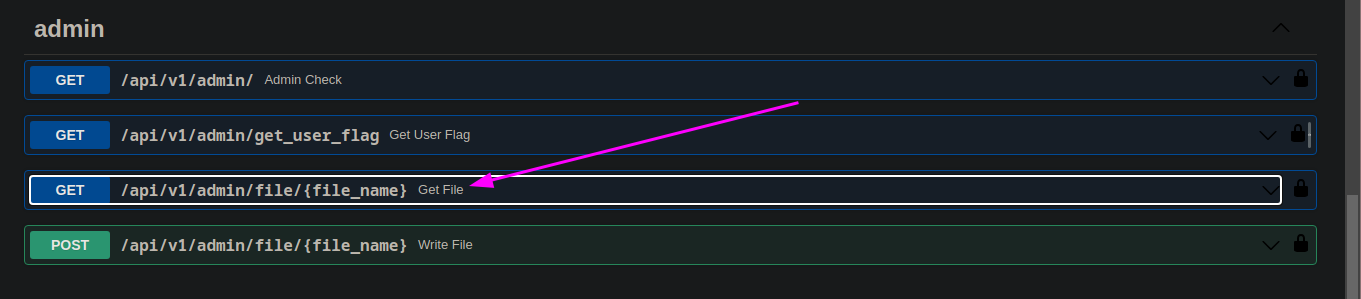 admin
GET /api/v1/admin/ Admin Check
GET /api/v1/admin/get_user_flag Get User Flag
GET /api/v1/admin/file/{file_name} Get File
POST /api/v1/admin/file/{file_name} Write File